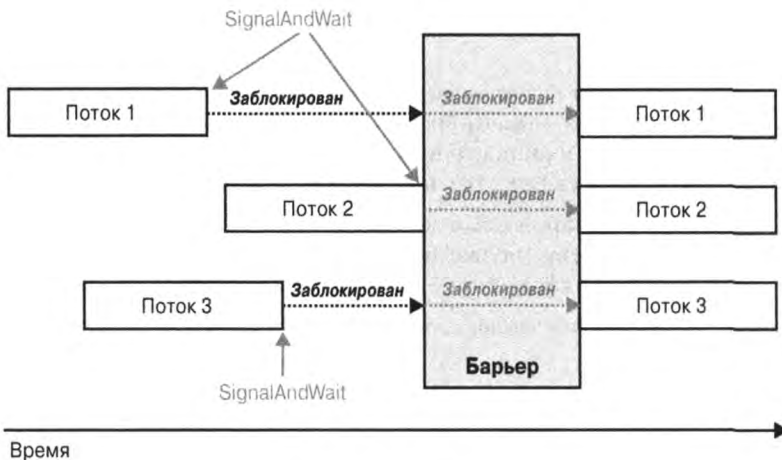 SignalAndWait
Поток 1
Заблокирован
Заблокирован
Поток 1
Поток 2
Заблокирован
Поток 2
Поток 3
Заблокирован
Заблокирован
Поток 3
Барьер
SignalAndWait
Время